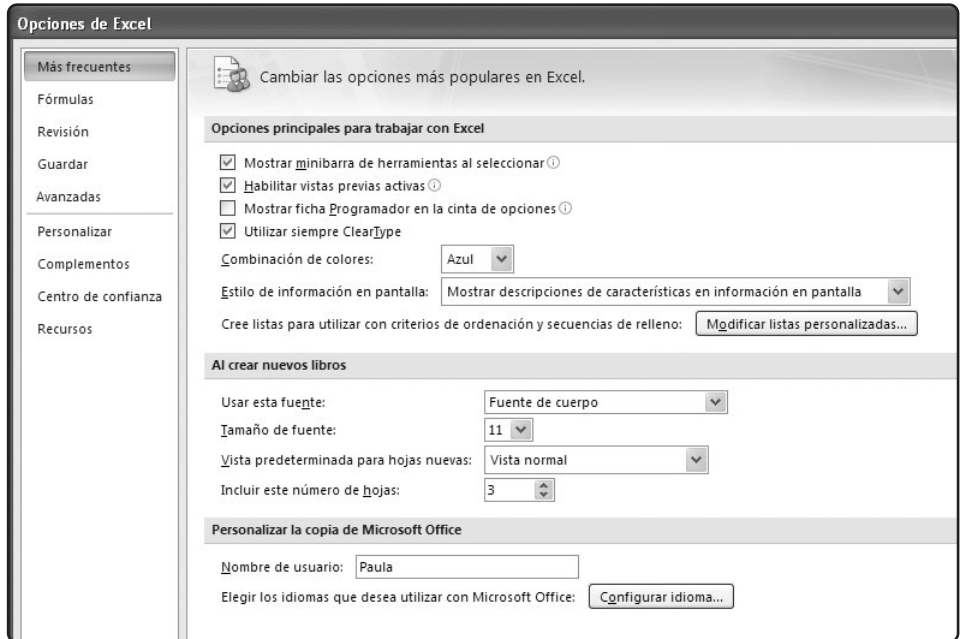 Opciones de Excel
Más frecuentes
Fórmulas
Revisión
Guardar
Avanzadas
Personalizar
Complementos
Centro de confianza
Recursos
Cambiar las opciones más populares en Excel.
Opciones principales para trabajar con Excel
Mostrar minibarra de herramientas al seleccionar
Habilitar vistas previas activas
Mostrar ficha Programador en la cinta de opciones
Utilizar siempre ClearType
Combinación de colores: Azul
Estilo de información en pantalla: Mostrar descripciones de características en información en pantalla
Cree listas para utilizar con criterios de ordenación y secuencias de relleno: Modificar listas personalizadas...
Al crear nuevos libros
Usar esta fuente: Fuente de cuerpo
Tamaño de fuente: 11
Vista predeterminada para hojas nuevas: Vista normal
Incluir este número de hojas: 3
Personalizar la copia de Microsoft Office
Nombre de usuario: Paula
Elegir los idiomas que desea utilizar con Microsoft Office: Configurar idioma...